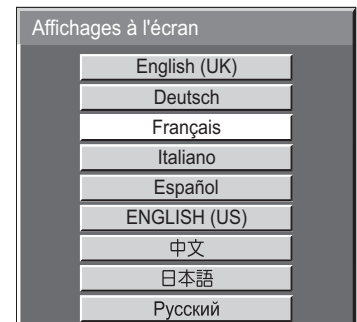 Affichages à l'écran
English (UK)
Deutsch
Français
Italiano
Español
ENGLISH (US)
中文
日本語
Русский